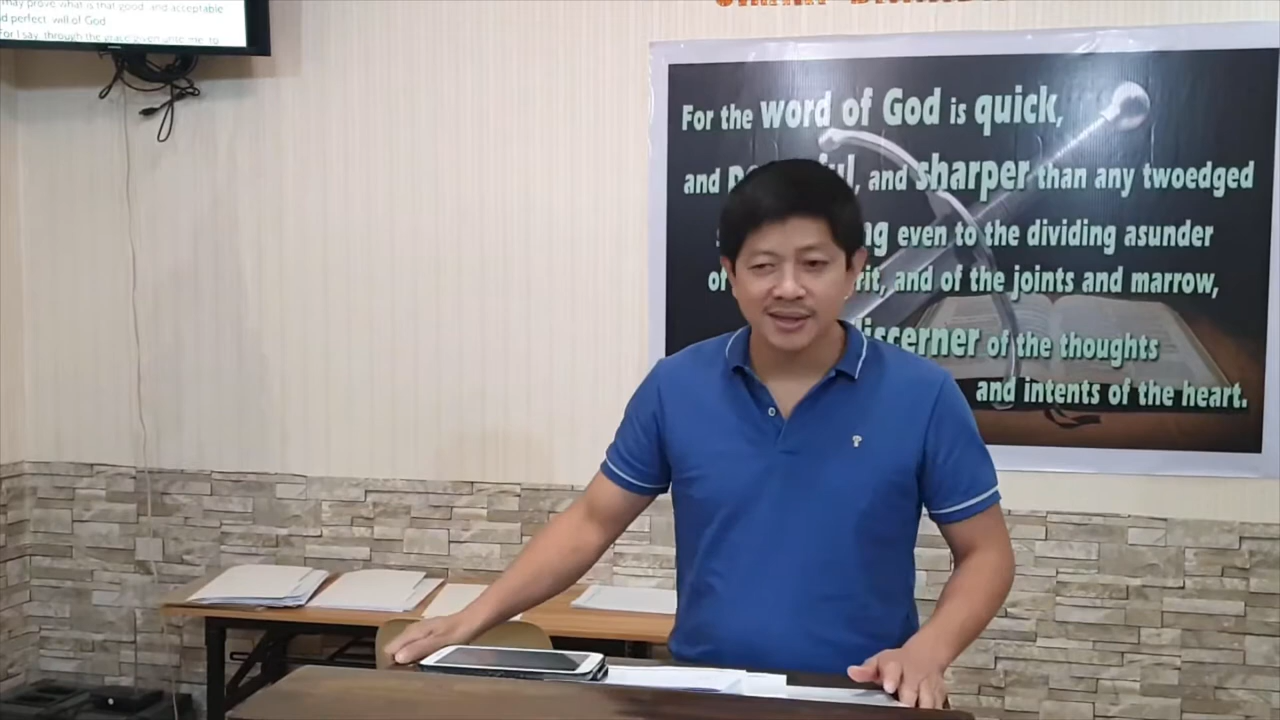 may prove what is that good, and acceptable
d perfect, will of God
For I say, through the grace given unto me, to
For the word of God is quick,
and sharper than any twoedged
even to the dividing asunder
of and of the joints and marrow,
discerner of the thoughts
and intents of the heart.